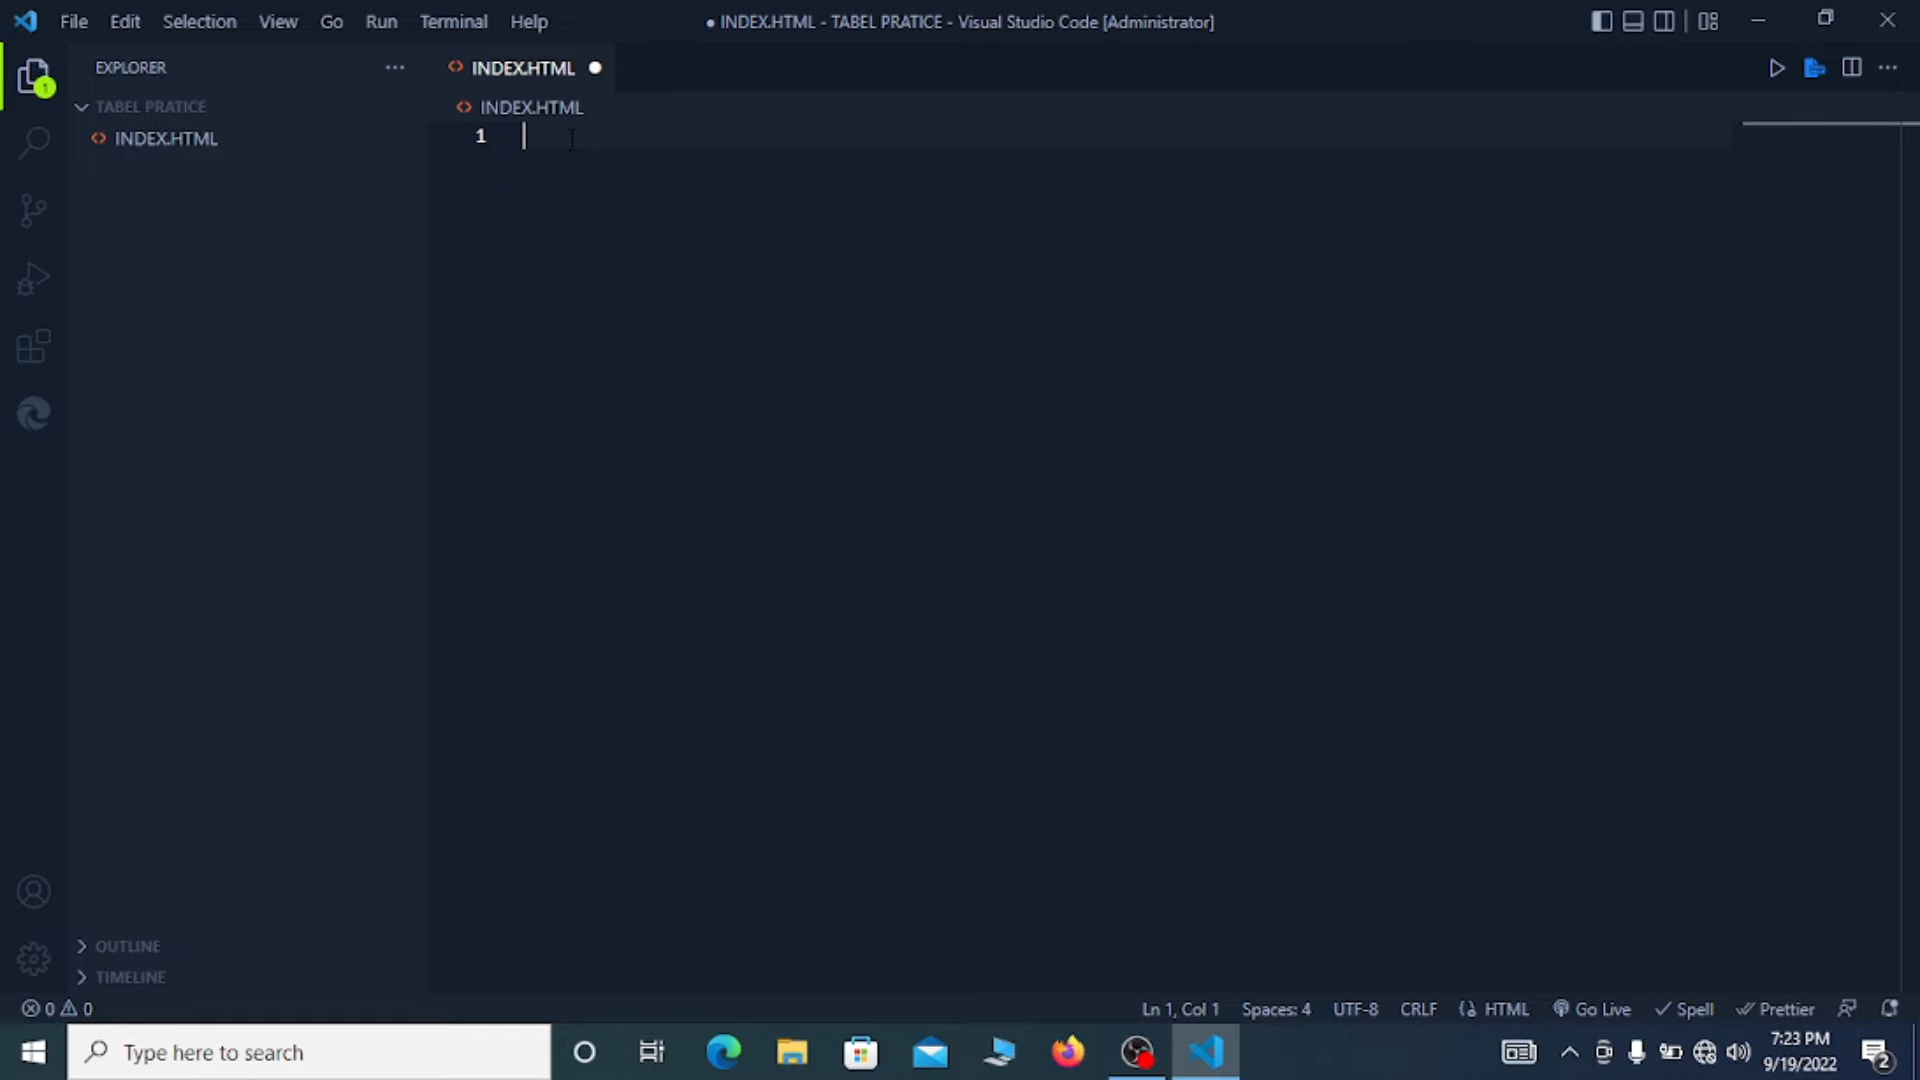 File Edit Selection View Go Run Terminal Help
● INDEX.HTML - TABEL PRATICE - Visual Studio Code [Administrator]
EXPLORER
INDEX.HTML
1
TABEL PRATICE
INDEX.HTML
INDEX.HTML
1
OUTLINE
TIMELINE
0 0
Ln 1, Col 1 Spaces: 4 UTF-8 CRLF HTML Go Live Spell Prettier
Type here to search
7:23 PM
9/19/2022
2